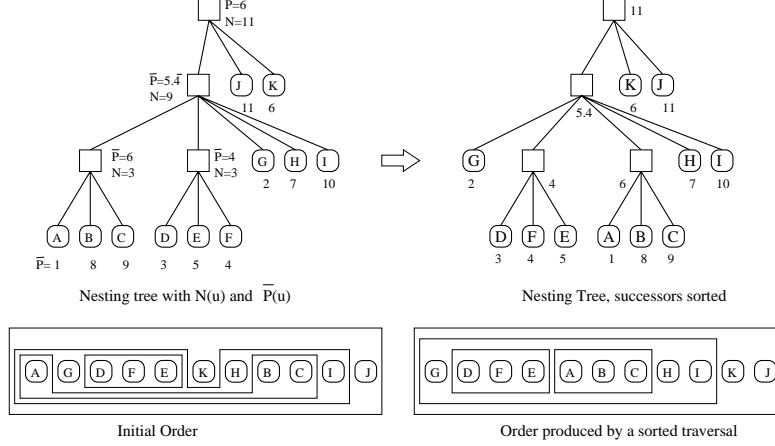 P=6
N=11
11
P=5.4
N=9
J
K
11
6
K
J
6
11
5.4
P=6
N=3
P=4
N=3
G
H
I
2
7
10
G
2
4
6
H
I
7
10
A
B
C
D
E
F
P= 1
8
9
3
5
4
D
F
E
A
B
C
3
4
5
1
8
9
Nesting tree with N(u) and P(u)
Nesting Tree, successors sorted
A G D F E K H B C I J
G D F E A B C H I K J
Initial Order
Order produced by a sorted traversal